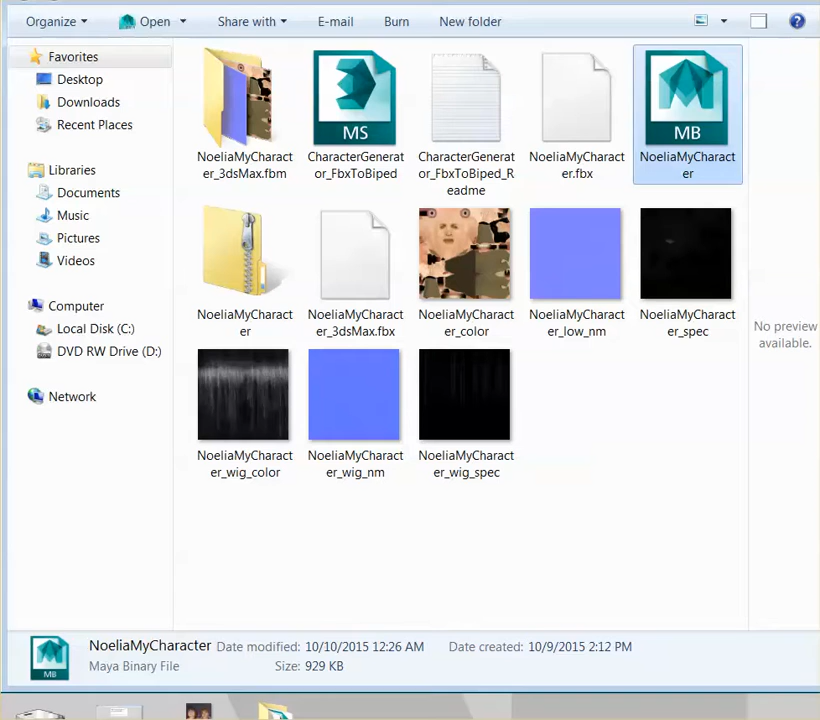 Organize Open Share with E-mail Burn New folder
Favorites
Desktop
Downloads
Recent Places
Libraries
Documents
Music
Pictures
Videos
Computer
Local Disk (C:)
DVD RW Drive (D:)
Network
NoeliaMyCharact
er_3dsMax.fbm
MS
CharacterGenerat
or_FbxToBiped
CharacterGenerat
or_FbxToBiped_R
eadme
NoeliaMyCharact
er.fbx
MB
NoeliaMyCharact
er
NoeliaMyCharact
er
NoeliaMyCharact
er_3dsMax.fbx
NoeliaMyCharact
er_color
NoeliaMyCharact
er_low_nm
NoeliaMyCharact
er_spec
NoeliaMyCharact
er_wig_color
NoeliaMyCharact
er_wig_nm
NoeliaMyCharact
er_wig_spec
No preview
available.
MB
NoeliaMyCharacter Date modified: 10/10/2015 12:26 AM Date created: 10/9/2015 2:12 PM
Maya Binary File Size: 929 KB